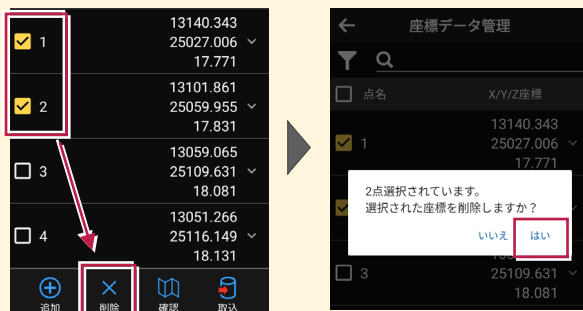 13140.343
1 25027.006
17.771
13101.861
2 25059.955
17.831
13059.065
3 25109.631
18.081
13051.266
4 25116.149
18.131
追加 削除 確認 取込
座標データ管理
点名 X/Y/Z座標
13140.343
1 25027.006
17.771
2点選択されています。
選択された座標を削除しますか？
いいえ はい
3 25109.631
18.081